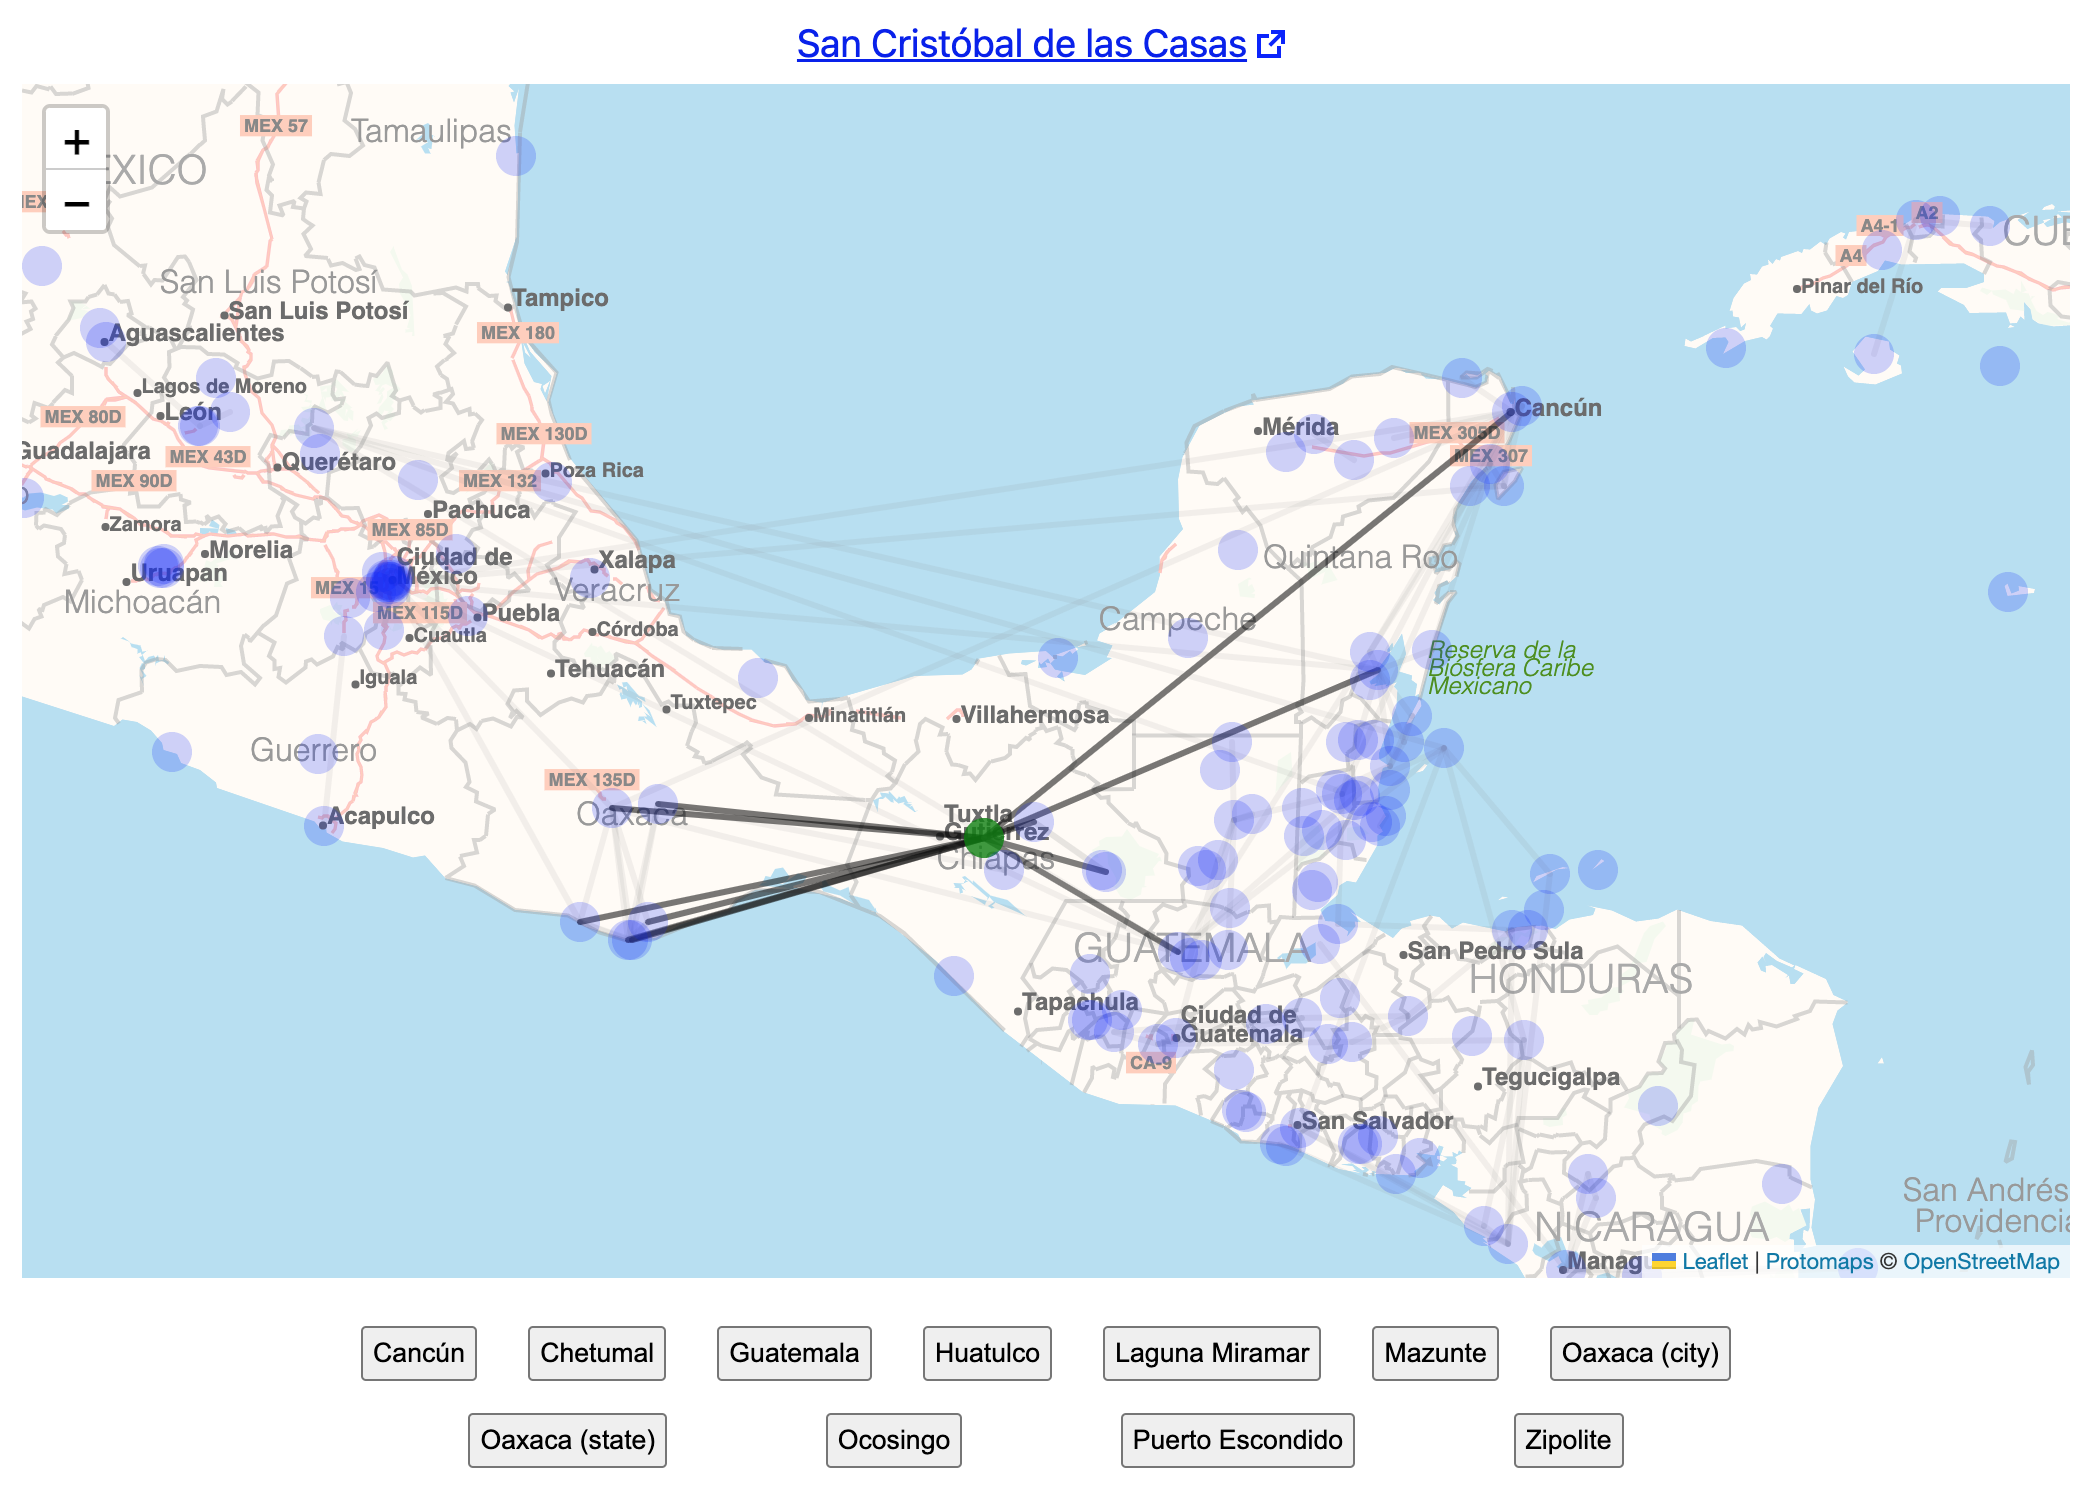 San Cristóbal de las Casas
+
−
MEX 57
Tamaulipas
EXICO
San Luis Potosí
San Luis Potosí
Tampico
Aguascalientes
MEX 180
Lagos de Moreno
León
MEX 80D
MEX 130D
Guadalajara
MEX 43D
Querétaro
MEX 90D
MEX 132
Poza Rica
Pachuca
Zamora
MEX 85D
Morelia
Ciudad de
México
Xalapa
Uruapan
Michoacán
MEX 15
Veracruz
MEX 115D
Puebla
Cuautla
Córdoba
Iguala
Tehuacán
Tuxtepec
Minatitlán
Villahermosa
Guerrero
MEX 135D
Oaxaca
Acapulco
Tuxtla
Gutiérrez
Chiapas
A2
A4-1
CUB
A4
Pinar del Río
Cancún
Mérida
MEX 305D
MEX 307
Quintana Roo
Campeche
Reserva de la
Biósfera Caribe
Mexicano
GUATEMALA
San Pedro Sula
HONDURAS
Tapachula
Ciudad de
Guatemala
CA-9
Tegucigalpa
San Salvador
San Andrés
Providencia
NICARAGUA
Manag
Leaflet | Protomaps © OpenStreetMap
Cancún Chetumal Guatemala Huatulco Laguna Miramar Mazunte Oaxaca (city)
Oaxaca (state) Ocosingo Puerto Escondido Zipolite